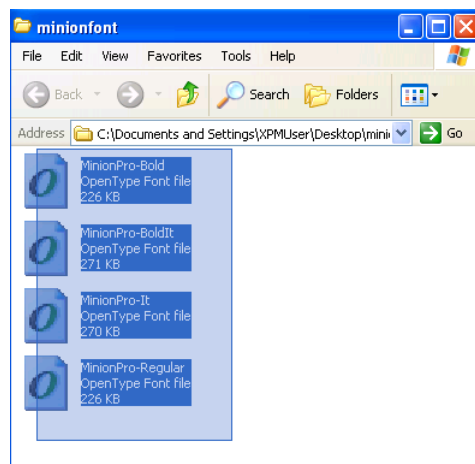 minionfont
File Edit View Favorites Tools Help
Back Search Folders
Address C:\Documents and Settings\XPMUser\Desktop\mini Go
MinionPro-Bold
OpenType Font file
226 KB
MinionPro-BoldIt
OpenType Font file
271 KB
MinionPro-It
OpenType Font file
270 KB
MinionPro-Regular
OpenType Font file
226 KB